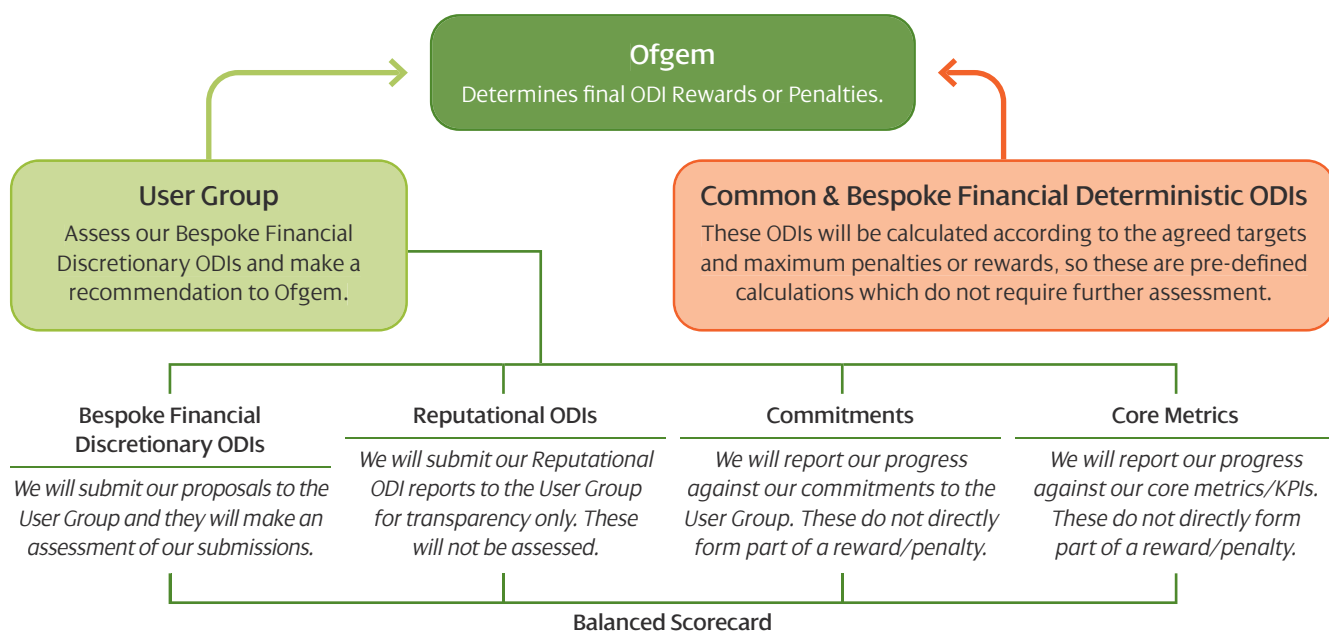 Ofgem
Determines final ODI Rewards or Penalties.
User Group
Assess our Bespoke Financial
Discretionary ODIs and make a
recommendation to Ofgem.
Common & Bespoke Financial Deterministic ODIs
These ODIs will be calculated according to the agreed targets
and maximum penalties or rewards, so these are pre-defined
calculations which do not require further assessment.
Bespoke Financial
Discretionary ODIs
We will submit our proposals to the
User Group and they will make an
assessment of our submissions.
Reputational ODIs
We will submit our Reputational
ODI reports to the User Group
for transparency only. These
will not be assessed.
Commitments
We will report our progress
against our commitments to the
User Group. These do not directly
form part of a reward/penalty.
Core Metrics
We will report our progress
against our core metrics/KPIs.
These do not directly form
part of a reward/penalty.
Balanced Scorecard